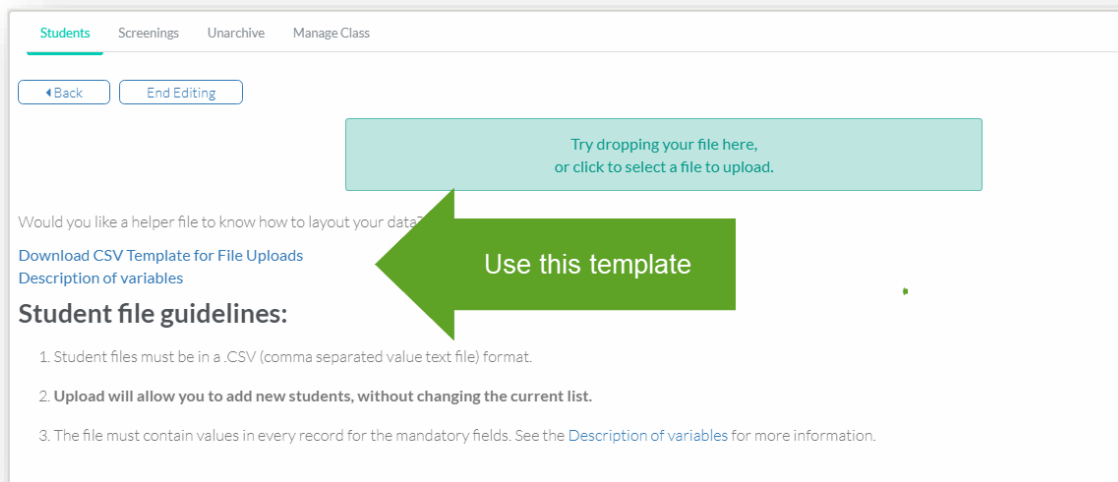 Students Screenings Unarchive Manage Class
Back End Editing
Try dropping your file here,
or click to select a file to upload.
Would you like a helper file to know how to layout your data?
Use this template
Download CSV Template for File Uploads
Description of variables
Student file guidelines:
1. Student files must be in a .CSV (comma separated value text file) format.
2. Upload will allow you to add new students, without changing the current list.
3. The file must contain values in every record for the mandatory fields. See the Description of variables for more information.